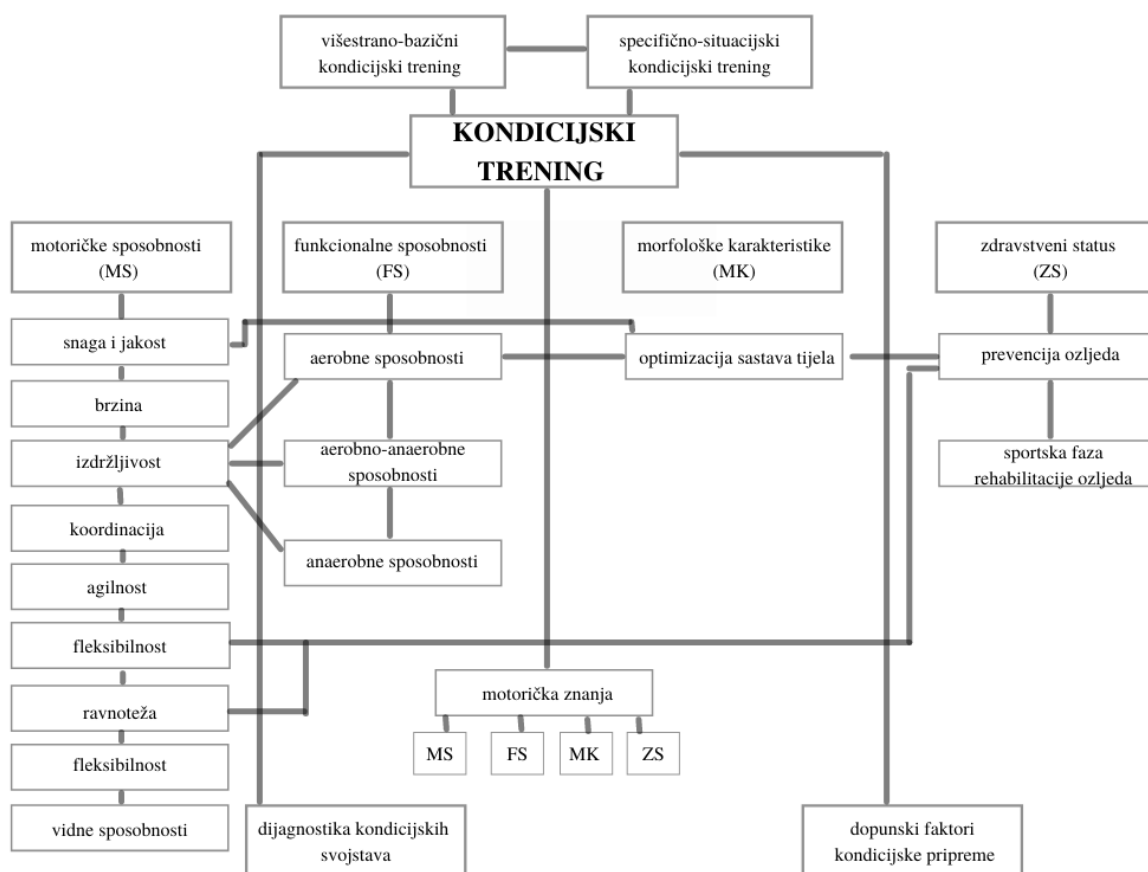 višestrano-bazični
kondicijski trening
specifično-situacijski
kondicijski trening
KONDICIJSKI
TRENING
motoričke sposobnosti
(MS)
funkcionalne sposobnosti
(FS)
morfološke karakteristike
(MK)
zdravstveni status
(ZS)
snaga i jakost
brzina
izdržljivost
koordinacija
agilnost
fleksibilnost
ravnoteža
fleksibilnost
vidne sposobnosti
aerobne sposobnosti
aerobno-anaerobne
sposobnosti
anaerobne sposobnosti
optimizacija sastava tijela
prevencija ozljeda
sportska faza
rehabilitacije ozljeda
motorička znanja
MS
FS
MK
ZS
dijagnostika kondicijskih
svojstava
dopunski faktori
kondicijske pripreme